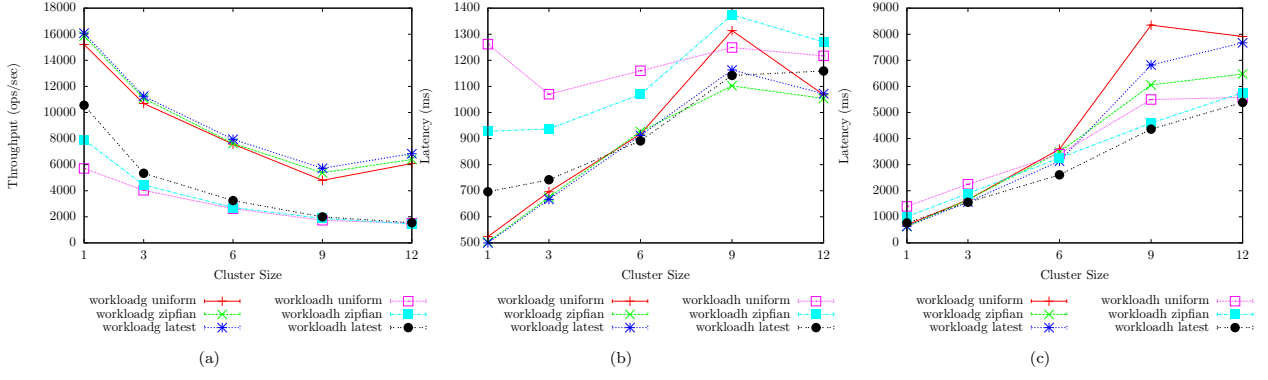 18000
16000
14000
12000
10000
8000
6000
4000
2000
0
Throughput (ops/sec)
1 3 6 9 12
Cluster Size
workloadg uniform
workloadg zipfian
workloadg latest
workloadh uniform
workloadh zipfian
workloadh latest
(a)
1400
1300
1200
1100
1000
900
800
700
600
500
Latency (ms)
1 3 6 9 12
Cluster Size
workloadg uniform
workloadg zipfian
workloadg latest
workloadh uniform
workloadh zipfian
workloadh latest
(b)
9000
8000
7000
6000
5000
4000
3000
2000
1000
0
Latency (ms)
1 3 6 9 12
Cluster Size
workloadg uniform
workloadg zipfian
workloadg latest
workloadh uniform
workloadh zipfian
workloadh latest
(c)